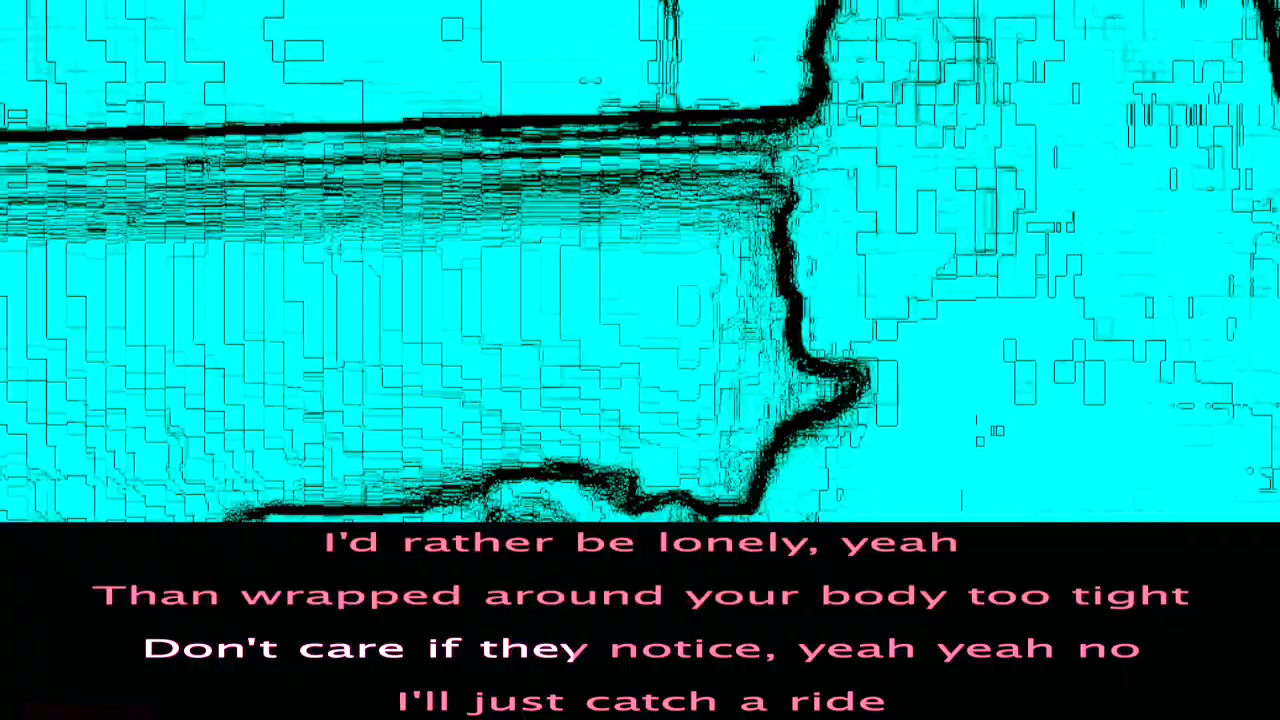 I'd rather be lonely, yeah
Than wrapped around your body too tight
Don't care if they notice, yeah yeah no
I'll just catch a ride